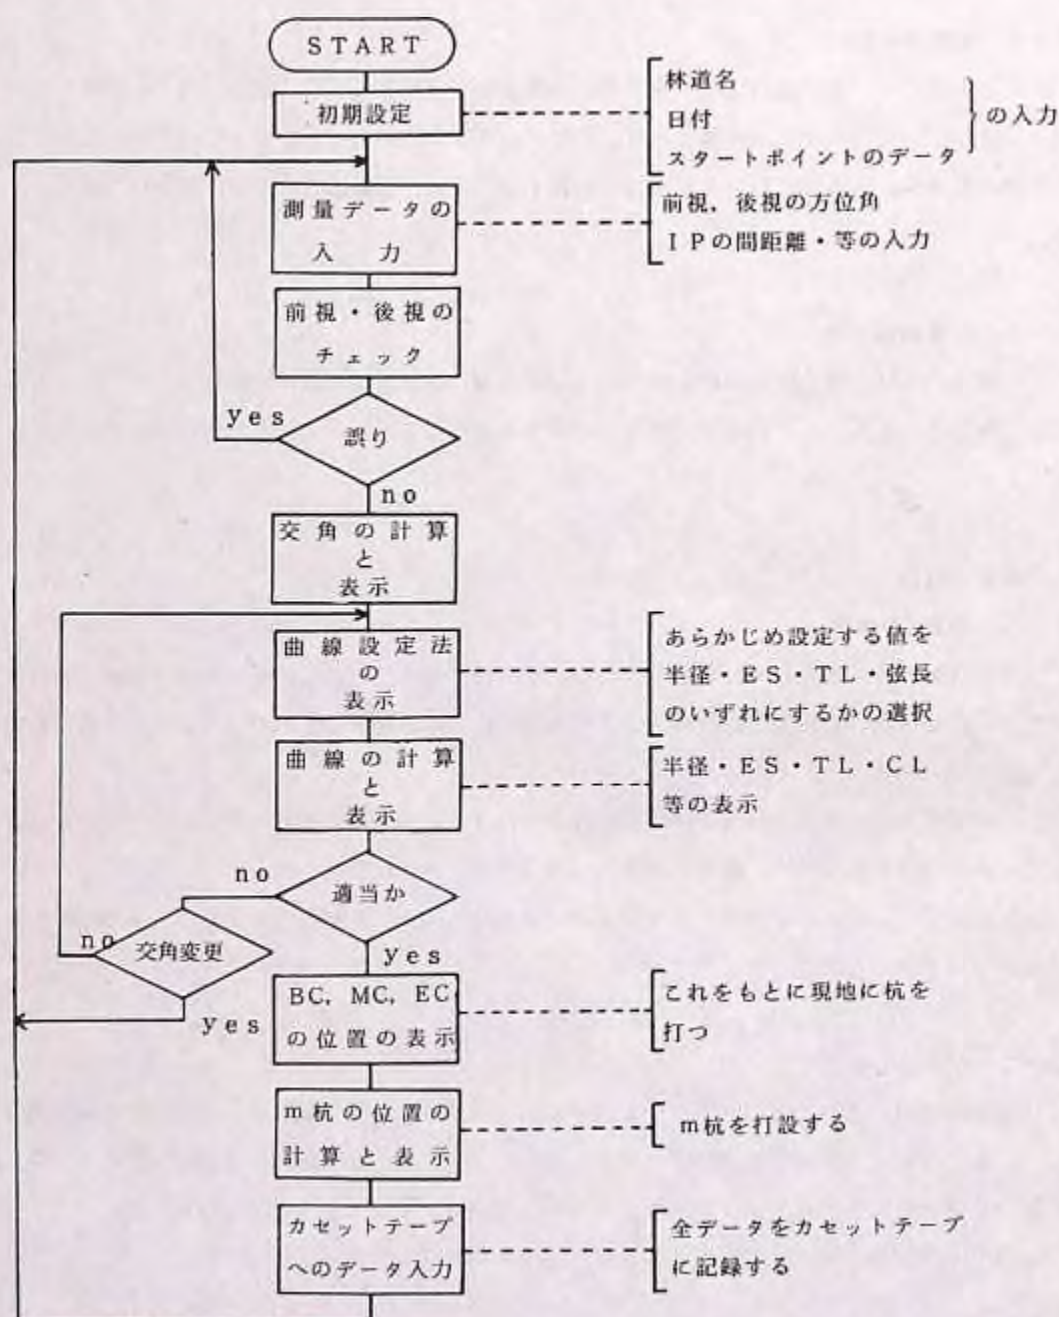 START
初期設定
林道名
日付
スタートポイントのデータ
の入力
測量データの
入力
前視,後視の方位角
IPの間距離・等の入力
前視・後視の
チェック
誤り
yes
no
交角の計算
と
表示
曲線設定法
の
表示
あらかじめ設定する値を
半径・ES・TL・弦長
のいずれにするかの選択
曲線の計算
と
表示
半径・ES・TL・CL
等の表示
適当か
no
yes
交角変更
no
yes
BC, MC, EC
の位置の表示
これをもとに現地に杭を
打つ
m杭の位置の
計算と表示
m杭を打設する
カセットテープ
へのデータ入力
全データをカセットテープ
に記録する